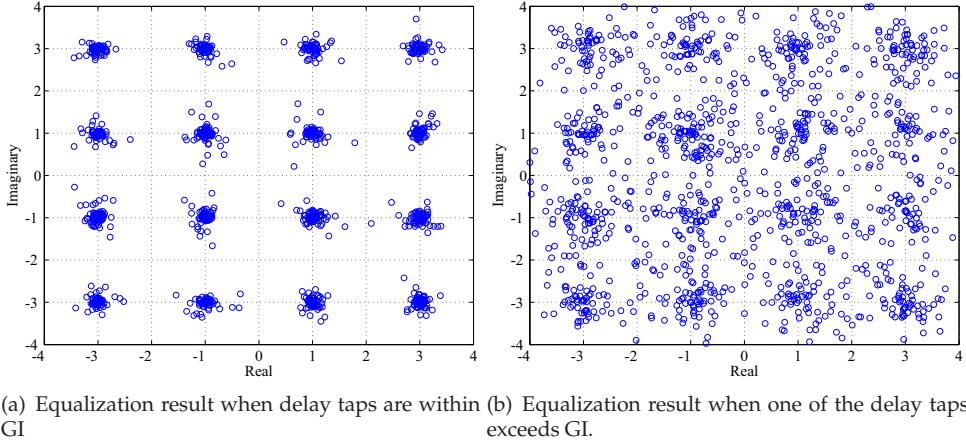 4
3
2
1
0
-1
-2
-3
-4
Imaginary
-4 -3 -2 -1 0 1 2 3 4
Real
4
3
2
1
0
-1
-2
-3
-4
Imaginary
-4 -3 -2 -1 0 1 2 3 4
Real
(a) Equalization result when delay taps are within
GI
(b) Equalization result when one of the delay taps
exceeds GI.